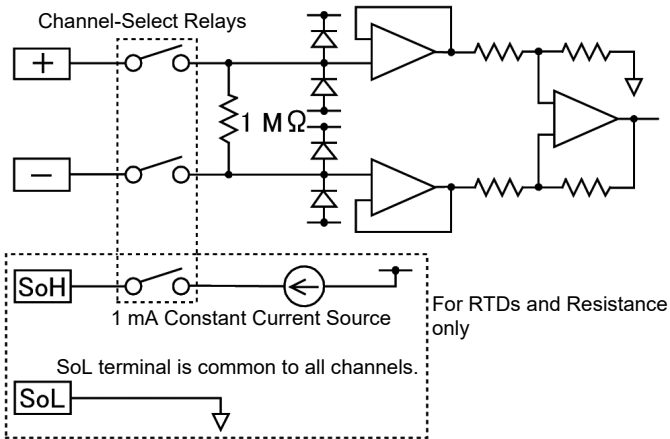 Channel-Select Relays
+
1 MΩ
−
SoH
1 mA Constant Current Source
For RTDs and Resistance
only
SoL terminal is common to all channels.
SoL